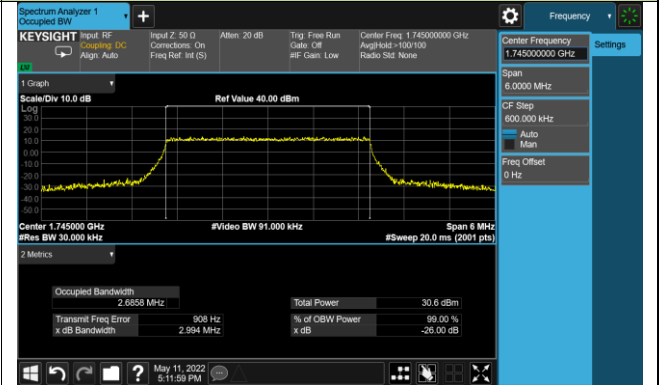 Spectrum Analyzer 1
Occupied BW
Frequency
KEYSIGHT
Input: RF
Coupling: DC
Align: Auto
Input Z: 50 Ω
Corrections: On
Freq Ref: Int (S)
Atten: 20 dB
Trig: Free Run
Gate: Off
#IF Gain: Low
Center Freq: 1.745000000 GHz
Avg|Hold:>100/100
Radio Std: None
Center Frequency
1.745000000 GHz
Settings
Span
6.0000 MHz
CF Step
600.000 kHz
Auto
Man
Freq Offset
0 Hz
1 Graph
Scale/Div 10.0 dB
Ref Value 40.00 dBm
Log
30.0
20.0
10.0
0.00
-10.0
-20.0
-30.0
-40.0
-50.0
Center 1.745000 GHz
#Video BW 91.000 kHz
Span 6 MHz
#Res BW 30.000 kHz
#Sweep 20.0 ms (2001 pts)
2 Metrics
Occupied Bandwidth
2.6858 MHz
Total Power
30.6 dBm
Transmit Freq Error
908 Hz
% of OBW Power
99.00 %
x dB Bandwidth
2.994 MHz
x dB
-26.00 dB
May 11, 2022
5:11:59 PM